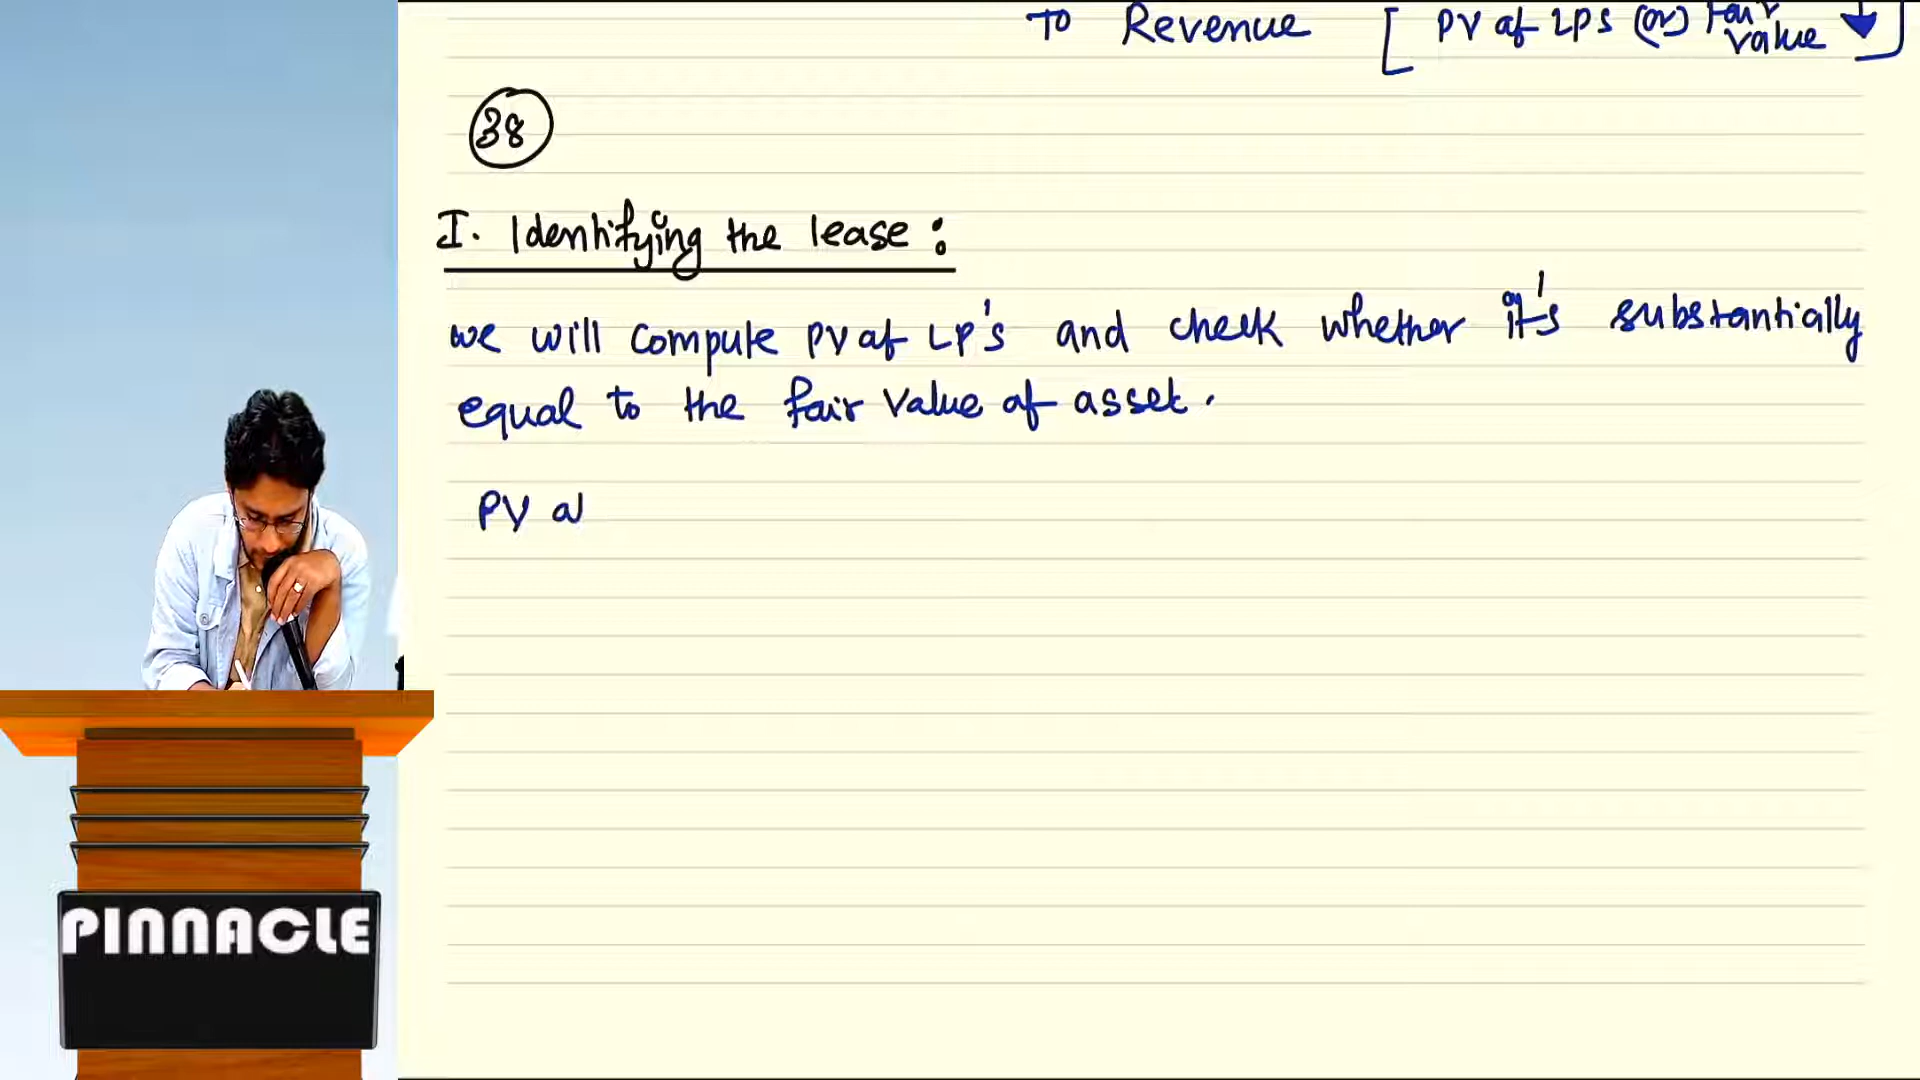 To Revenue [ PV of LPS (or) Fair value ↓ ]
38
I. Identifying the lease :
we will compute PV of LP's and check whether it's substantially
equal to the fair value of asset.
PV o
PINNACLE